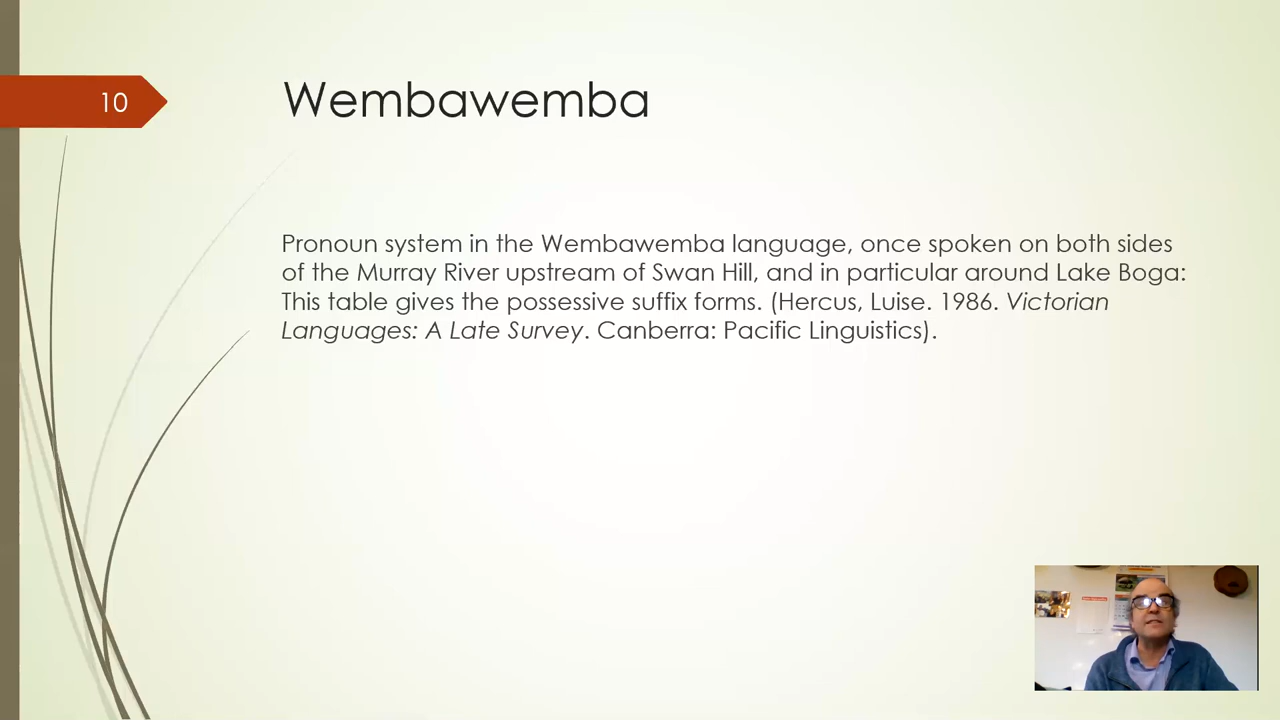 10
Wembawemba
Pronoun system in the Wembawemba language, once spoken on both sides
of the Murray River upstream of Swan Hill, and in particular around Lake Boga:
This table gives the possessive suffix forms. (Hercus, Luise. 1986. Victorian
Languages: A Late Survey. Canberra: Pacific Linguistics).